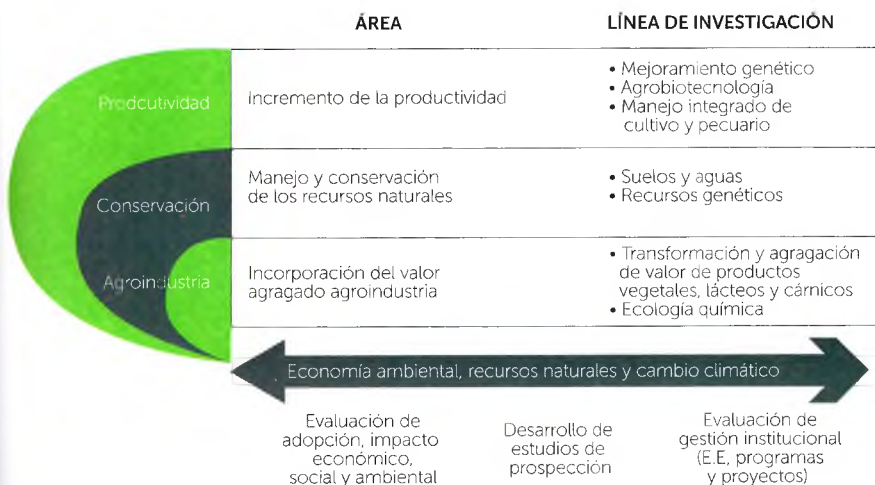 ÁREA
LÍNEA DE INVESTIGACIÓN
Prodcutividad
Incremento de la productividad
• Mejoramiento genético
• Agrobiotecnología
• Manejo integrado de
cultivo y pecuario
Conservación
Manejo y conservación
de los recursos naturales
• Suelos y aguas
• Recursos genéticos
Agroindustria
Incorporación del valor
agragado agroindustria
• Transformación y agragación
de valor de productos
vegetales, lácteos y cárnicos
• Ecología química
Economía ambiental, recursos naturales y cambio climático
Evaluación de
adopción, impacto
económico,
social y ambiental
Desarrollo de
estudios de
prospección
Evaluación de
gestión institucional
(E.E, programas
y proyectos)